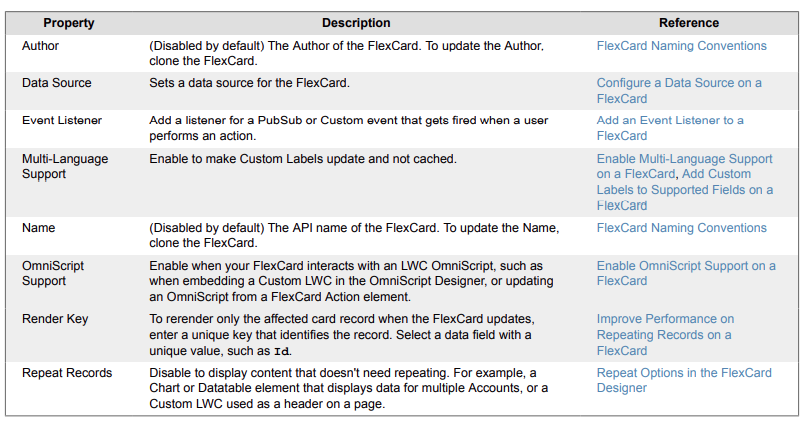 Property Description Reference
Author (Disabled by default) The Author of the FlexCard. To update the Author, FlexCard Naming Conventions
clone the FlexCard.
Data Source Sets a data source for the FlexCard. Configure a Data Source on a
FlexCard
Event Listener Add a listener for a PubSub or Custom event that gets fired when a user Add an Event Listener to a
performs an action. FlexCard
Multi-Language Enable to make Custom Labels update and not cached. Enable Multi-Language Support
Support on a FlexCard, Add Custom
Labels to Supported Fields on a
FlexCard
Name (Disabled by default) The API name of the FlexCard. To update the Name, FlexCard Naming Conventions
clone the FlexCard.
OmniScript Enable when your FlexCard interacts with an LWC OmniScript, such as Enable OmniScript Support on a
Support when embedding a Custom LWC in the OmniScript Designer, or updating FlexCard
an OmniScript from a FlexCard Action element.
Render Key To rerender only the affected card record when the FlexCard updates, Improve Performance on
enter a unique key that identifies the record. Select a data field with a Repeating Records on a
unique value, such as Id. FlexCard
Repeat Records Disable to display content that doesn't need repeating. For example, a Repeat Options in the FlexCard
Chart or Datatable element that displays data for multiple Accounts, or a Designer
Custom LWC used as a header on a page.